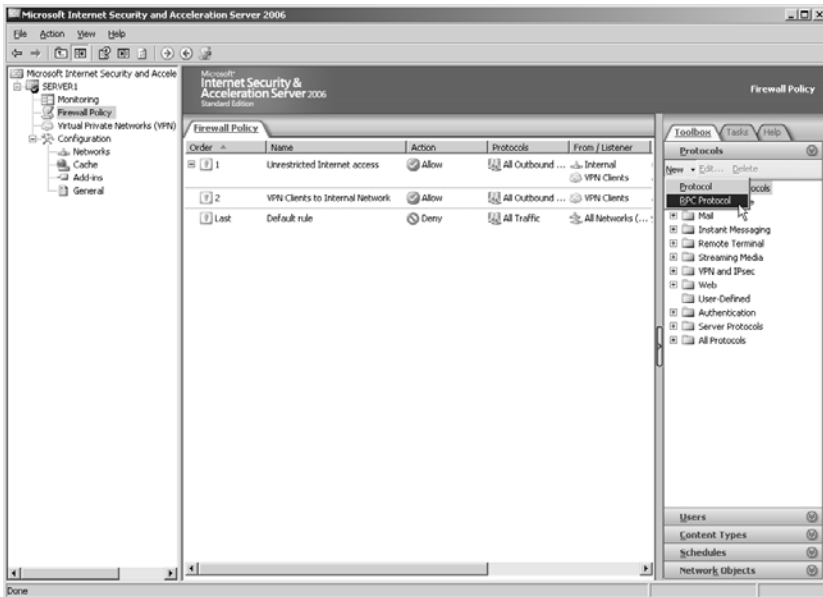 Microsoft Internet Security and Acceleration Server 2006
File Action View Help
Microsoft Internet Security and Accele
SERVER1
Monitoring
Firewall Policy
Virtual Private Networks (VPN)
Configuration
Networks
Cache
Add-ins
General
Microsoft
Internet Security &
Acceleration Server 2006
Standard Edition
Firewall Policy
Firewall Policy
Order Name Action Protocols From / Listener
1 Unrestricted Internet access Allow All Outbound ... Internal
VPN Clients
2 VPN Clients to Internal Network Allow All Outbound ... VPN Clients
Last Default rule Deny All Traffic All Networks (...
Toolbox Tasks Help
Protocols
New Edit... Delete
Protocol
RPC Protocol
ocols
Mail
Instant Messaging
Remote Terminal
Streaming Media
VPN and IPsec
Web
User-Defined
Authentication
Server Protocols
All Protocols
Users
Content Types
Schedules
Network Objects
Done